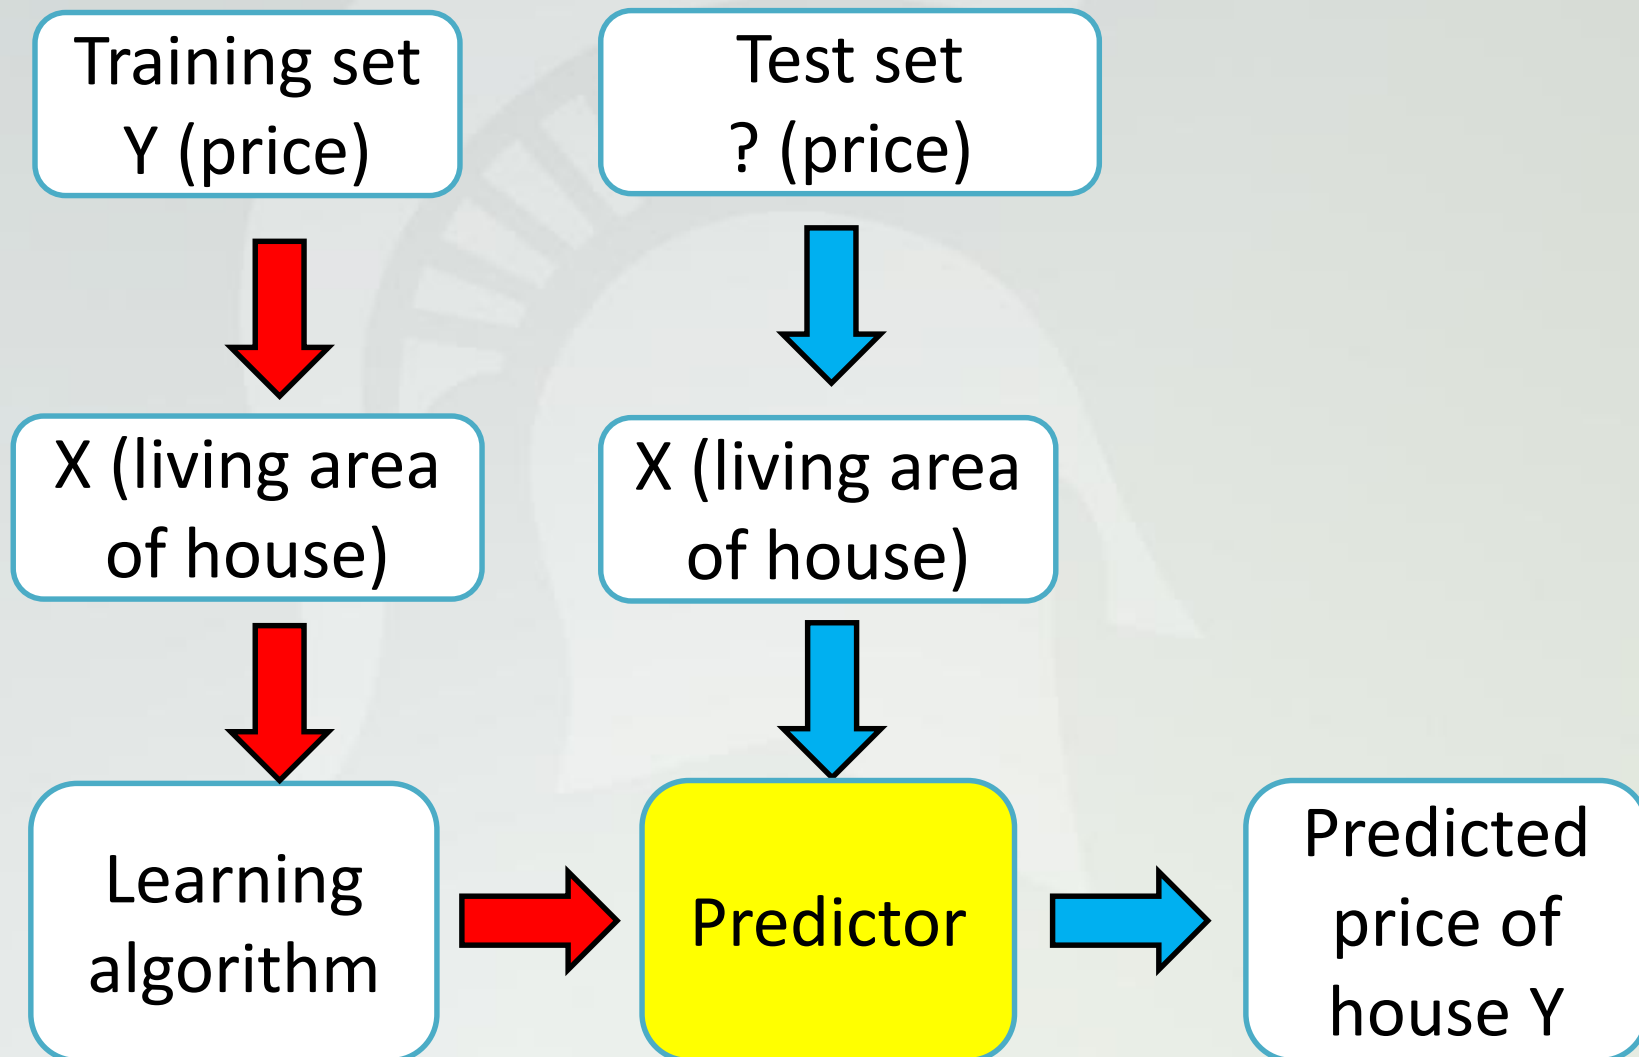 Training set
Y (price)
Test set
? (price)
X (living area
of house)
X (living area
of house)
Learning
algorithm
Predictor
Predicted
price of
house Y